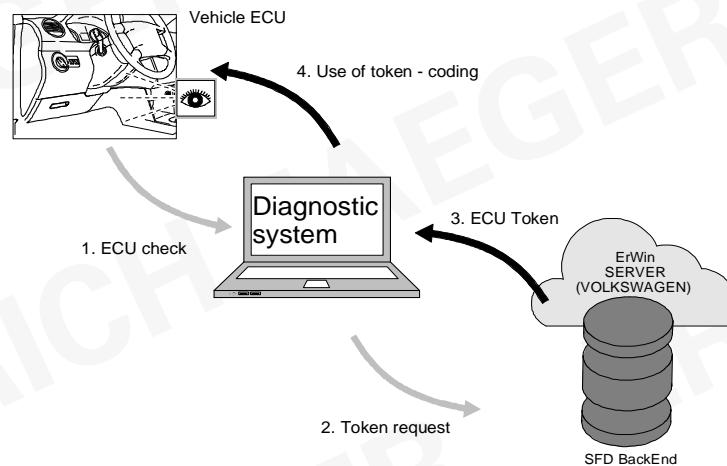 Vehicle ECU
4. Use of token - coding
Diagnostic
system
3. ECU Token
1. ECU check
ErWin
SERVER
(VOLKSWAGEN)
2. Token request
SFD BackEnd